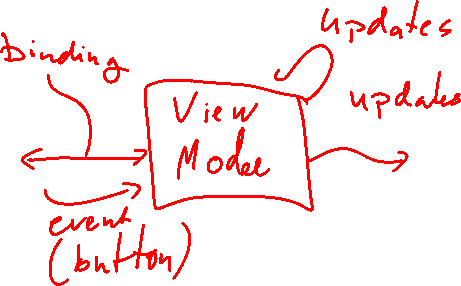 updates
binding
updates
View
Model
event
(button)